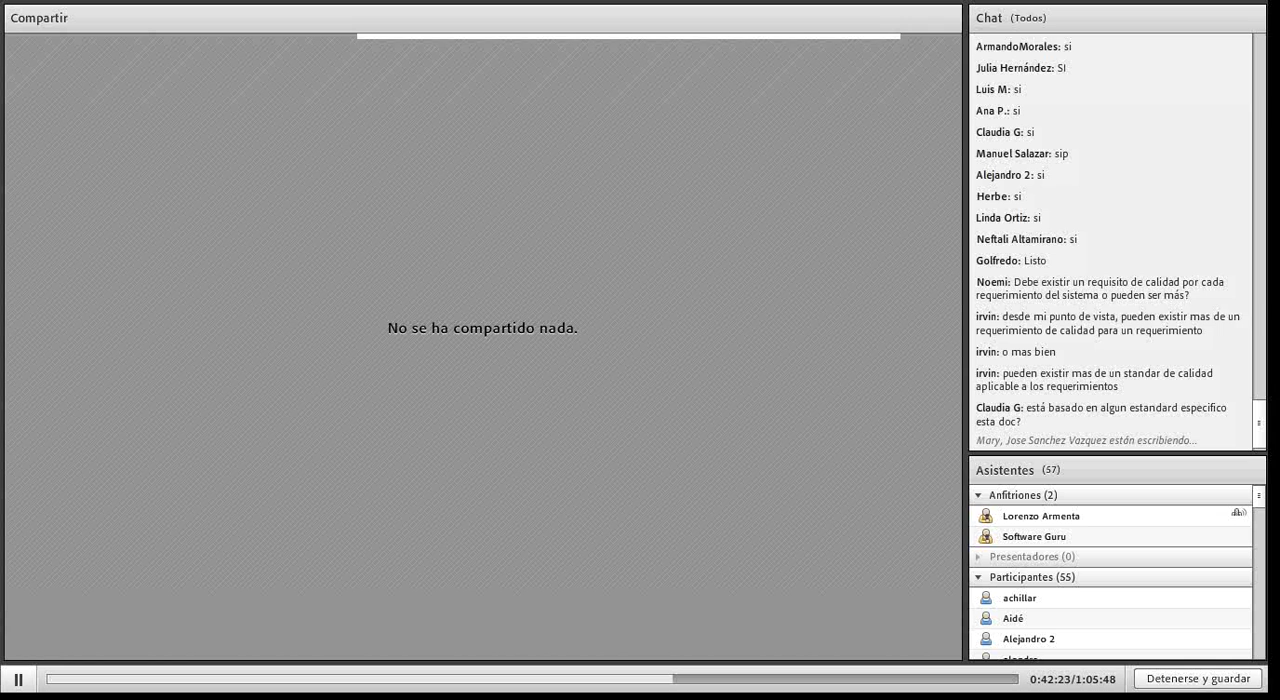 Compartir
No se ha compartido nada.
Chat (Todos)
ArmandoMorales: si
Julia Hernández: SI
Luis M: si
Ana P.: si
Claudia G: si
Manuel Salazar: sip
Alejandro 2: si
Herbe: si
Linda Ortiz: si
Neftali Altamirano: si
Golfredo: Listo
Noemi: Debe existir un requisito de calidad por cada
requerimiento del sistema o pueden ser más?
irvin: desde mi punto de vista, pueden existir mas de un
requerimiento de calidad para un requerimiento
irvin: o mas bien
irvin: pueden existir mas de un standar de calidad
aplicable a los requerimientos
Claudia G: está basado en algun estandard especifico
esta doc?
Mary, Jose Sanchez Vazquez están escribiendo...
Asistentes (57)
Anfitriones (2)
Lorenzo Armenta
Software Guru
Presentadores (0)
Participantes (55)
achillar
Aidé
Alejandro 2
0:42:23/1:05:48
Detenerse y guardar